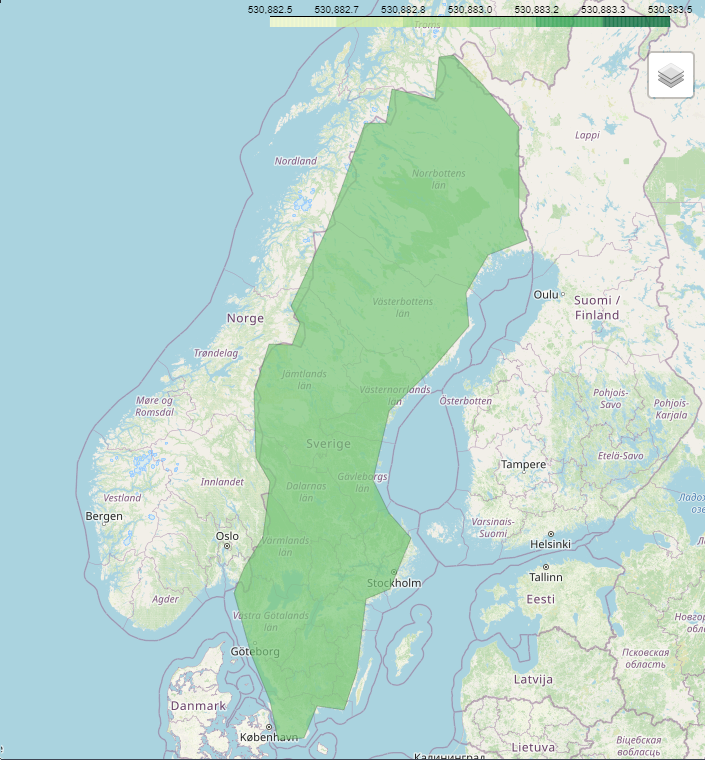 530,882.5 530,882.7 530,882.8 530,883.0 530,883.2 530,883.3 530,883.5
Troms
Lappi
Nordland
Norrbottens
län
Oulu
Suomi /
Finland
Västerbottens
län
Norge
Trøndelag
Jämtlands
län
Västernorrlands
län
Österbotten
Pohjois-
Savo
Pohjois-
Karjala
Møre og
Romsdal
Sverige
Etelä-Savo
Tampere
Innlandet
Dalarnas
län
Gävleborgs
län
Vestland
Bergen
Varsinais-
Suomi
Oslo
Värmlands
län
Helsinki
Stockholm
Tallinn
Eesti
Agder
Västra Götalands
län
Göteborg
Псковская
область
Latvija
Danmark
København
Lietuva
Віцебская
вобласць
Калининград